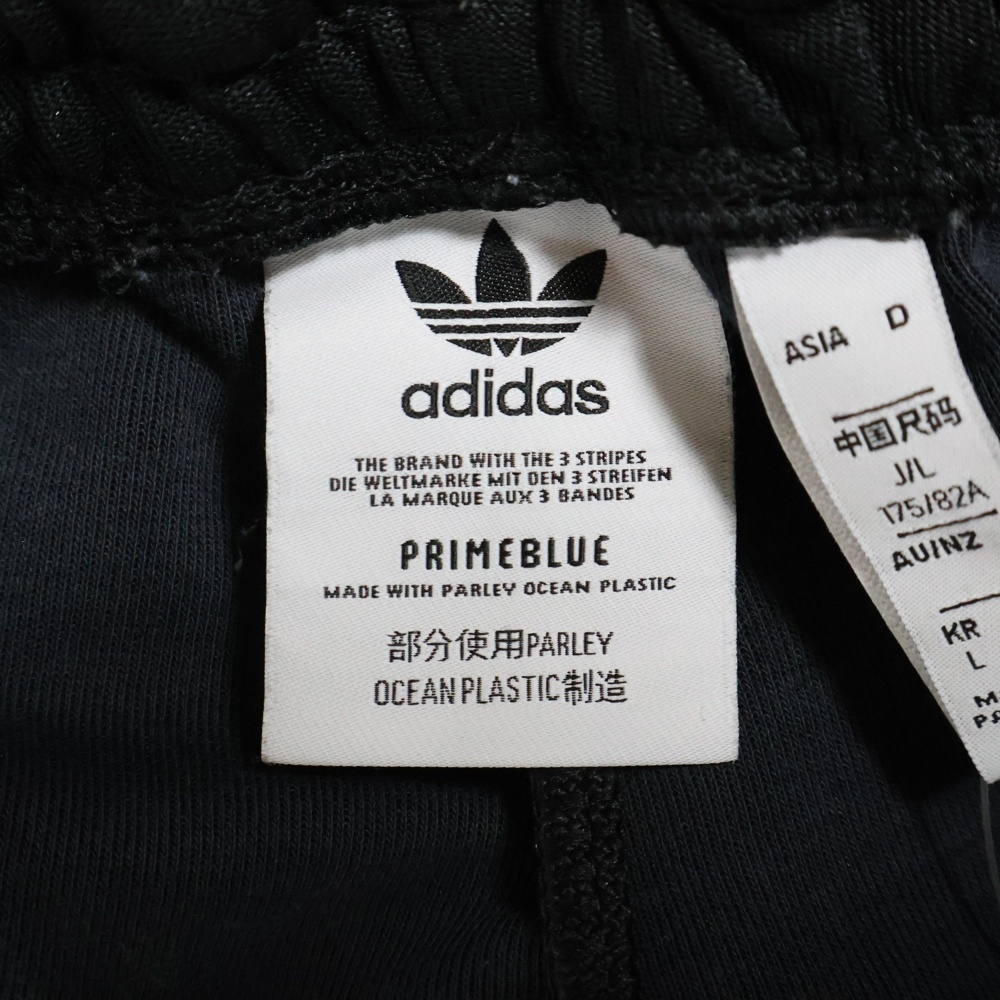 adidas
THE BRAND WITH THE 3 STRIPES
DIE WELTMARKE MIT DEN 3 STREIFEN
LA MARQUE AUX 3 BANDES
PRIMEBLUE
MADE WITH PARLEY OCEAN PLASTIC
部分使用PARLEY
OCEAN PLASTIC制造
ASIA D
中国尺码
J/L
175/82A
AU/NZ
KR
L